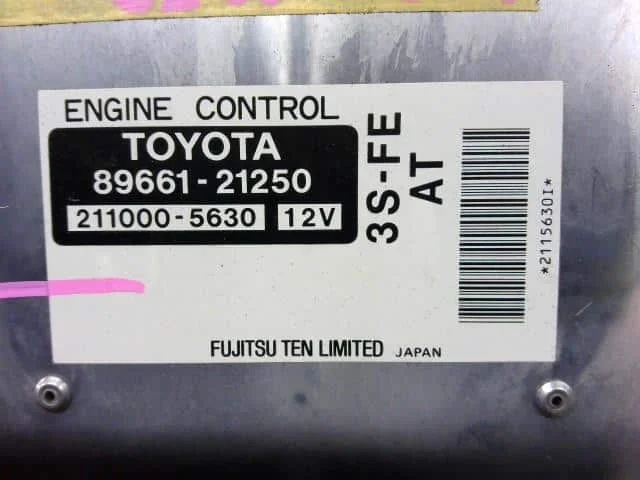 ENGINE CONTROL
TOYOTA
89661-21250
211000-5630 12V
3S-FE
AT
*2115630I*
FUJITSU TEN LIMITED JAPAN